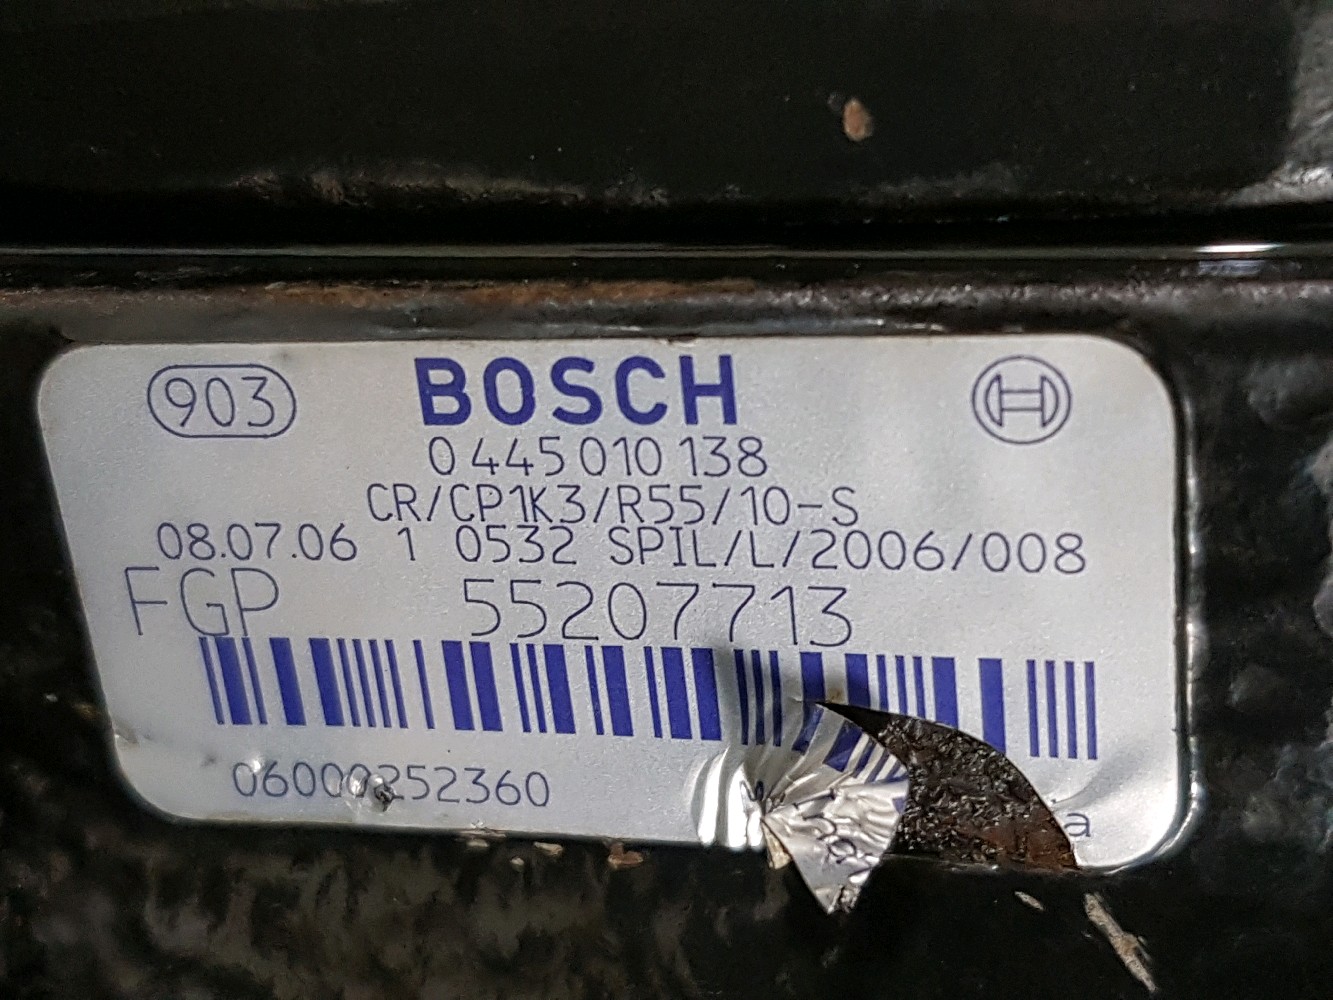 903
BOSCH
0 445 010 138
CR/CP1K3/R55/10-S
08.07.06 1 0532 SPIL/L/2006/008
FGP 55207713
06000252360